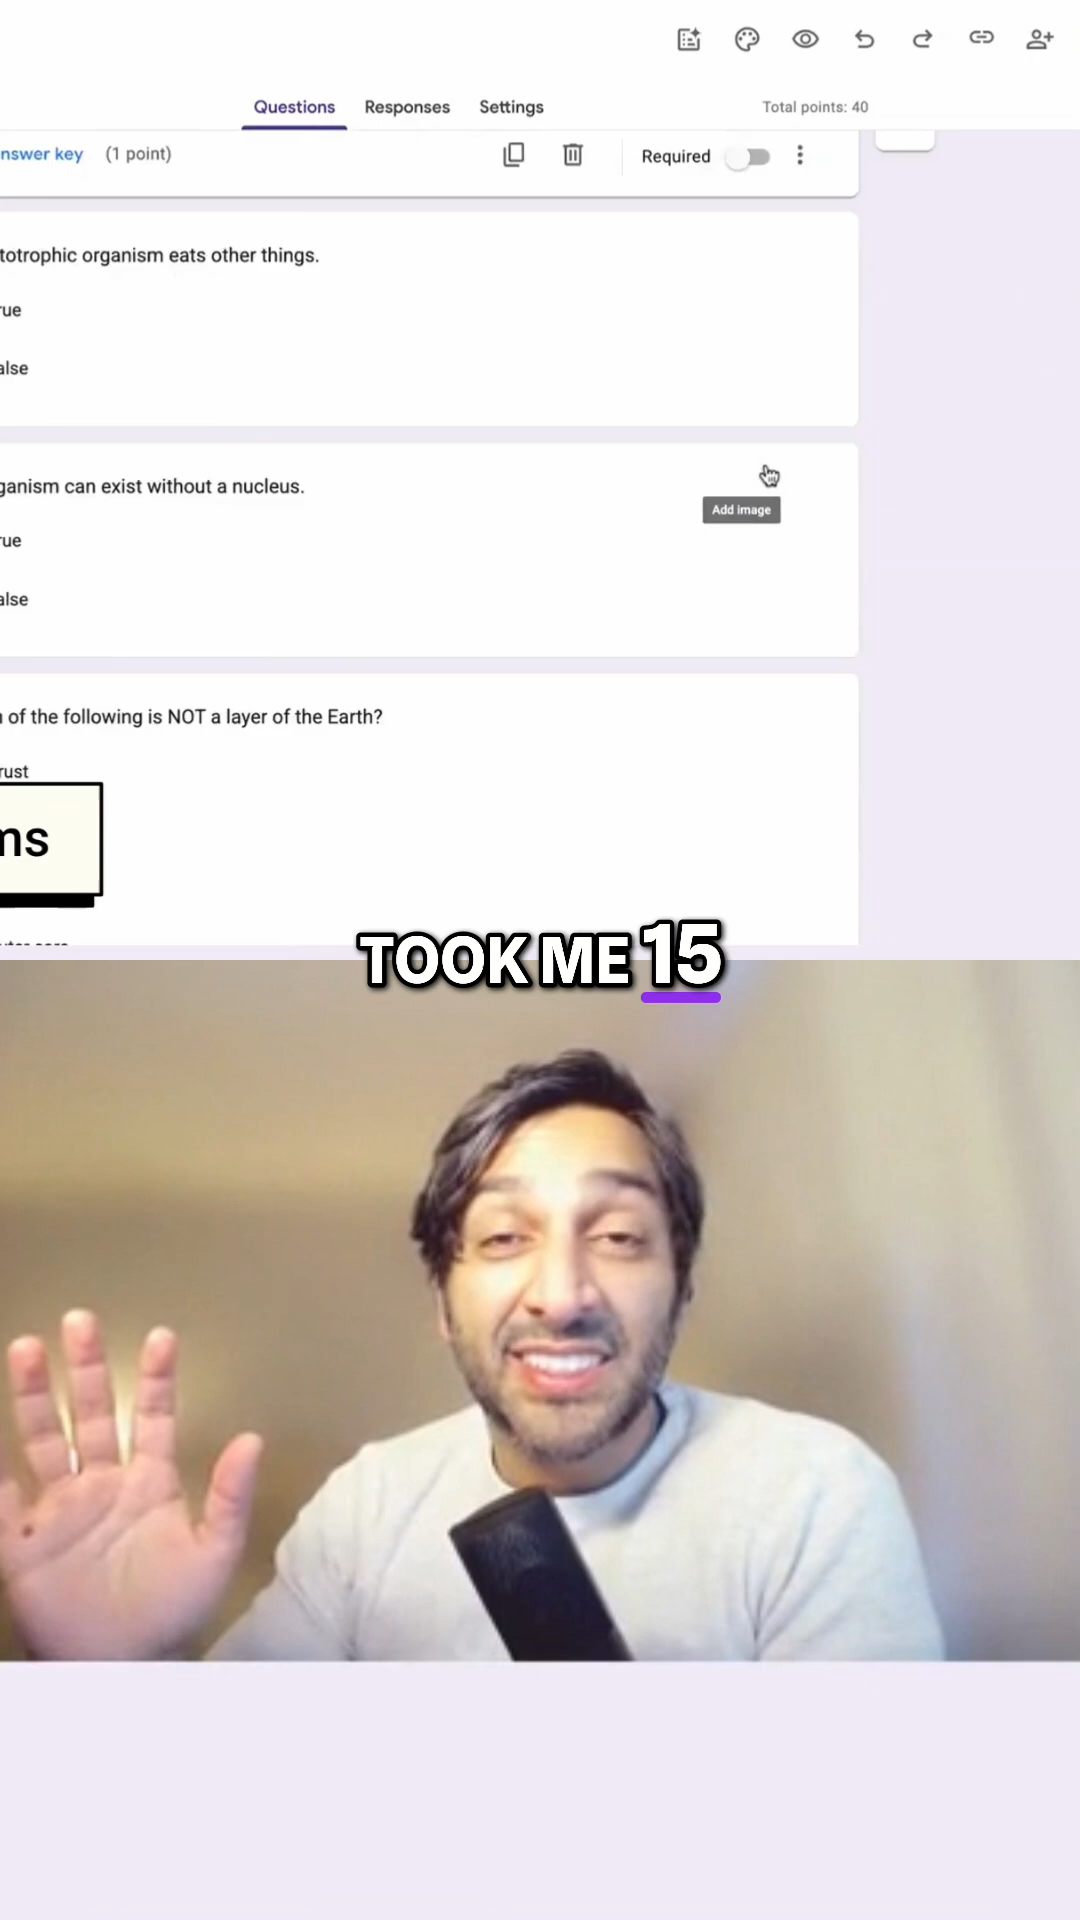 Questions Responses Settings Total points: 40
nswer key (1 point) Required
totrophic organism eats other things.
rue
alse
ganism can exist without a nucleus.
Add image
rue
alse
of the following is NOT a layer of the Earth?
rust
ms
TOOK ME 15